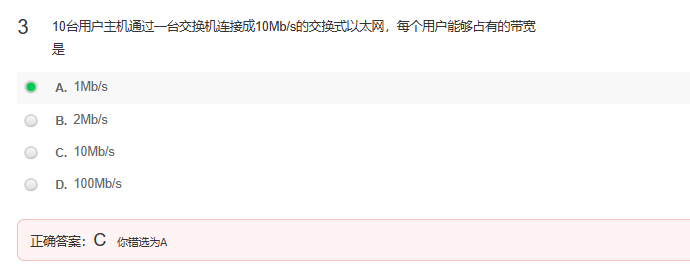 3 10台用户主机通过一台交换机连接成10Mb/s的交换式以太网，每个用户能够占有的带宽
是
A. 1Mb/s
B. 2Mb/s
C. 10Mb/s
D. 100Mb/s
正确答案：C 你错选为A